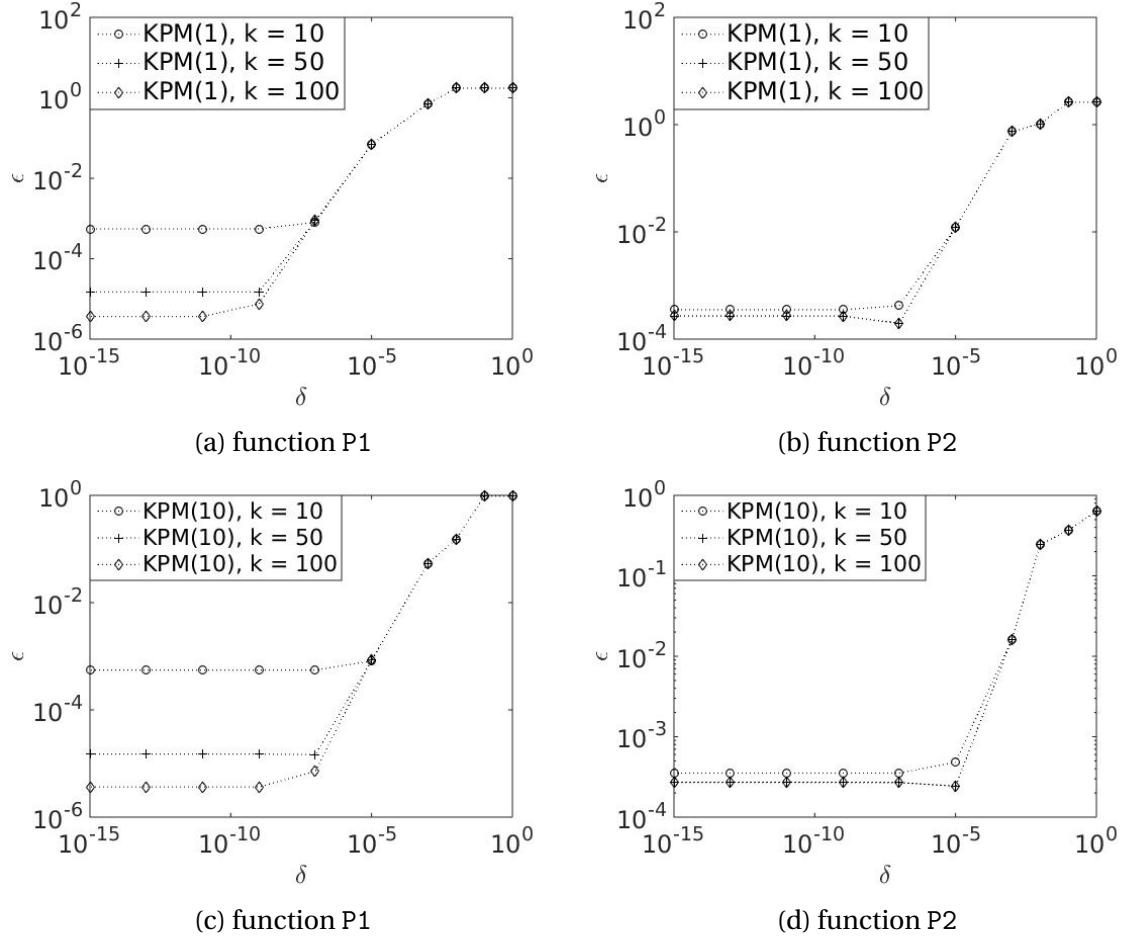 10^2
KPM(1), k = 10
KPM(1), k = 50
KPM(1), k = 100
10^0
10^-2
10^-4
10^-6
ϵ
10^-15
10^-10
10^-5
10^0
δ
(a) function P1
10^2
KPM(1), k = 10
KPM(1), k = 50
KPM(1), k = 100
10^0
10^-2
10^-4
ϵ
10^-15
10^-10
10^-5
10^0
δ
(b) function P2
10^0
KPM(10), k = 10
KPM(10), k = 50
KPM(10), k = 100
10^-2
10^-4
10^-6
ϵ
10^-15
10^-10
10^-5
10^0
δ
(c) function P1
10^0
KPM(10), k = 10
KPM(10), k = 50
KPM(10), k = 100
10^-1
10^-2
10^-3
10^-4
ϵ
10^-15
10^-10
10^-5
10^0
δ
(d) function P2